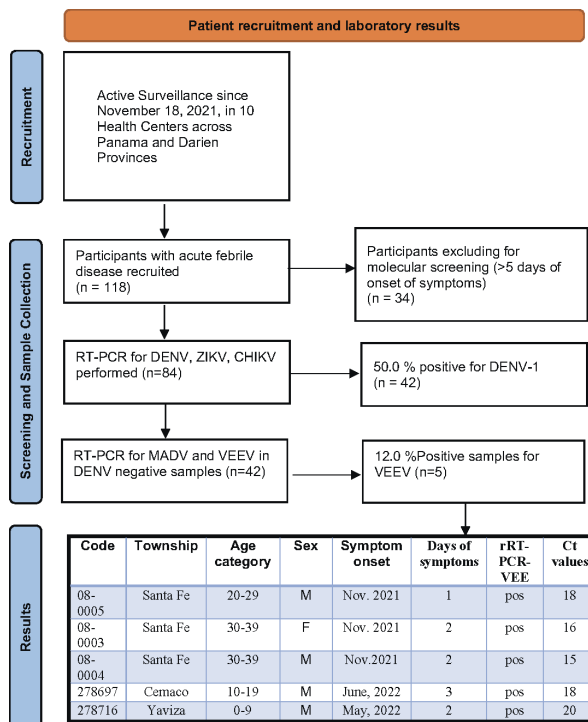 Patient recruitment and laboratory results
Recruitment
Active Surveillance since
November 18, 2021, in 10
Health Centers across
Panama and Darien
Provinces
Screening and Sample Collection
Participants with acute febrile
disease recruited
(n = 118)
Participants excluding for
molecular screening (>5 days of
onset of symptoms)
(n = 34)
RT-PCR for DENV, ZIKV, CHIKV
performed (n=84)
50.0 % positive for DENV-1
(n = 42)
RT-PCR for MADV and VEEV in
DENV negative samples (n=42)
12.0 %Positive samples for
VEEV (n=5)
Results
Code Township Age category Sex Symptom onset Days of symptoms rRT-PCR-VEE Ct values
08-0005 Santa Fe 20-29 M Nov. 2021 1 pos 18
08-0003 Santa Fe 30-39 F Nov. 2021 2 pos 16
08-0004 Santa Fe 30-39 M Nov.2021 2 pos 15
278697 Cemaco 10-19 M June, 2022 3 pos 18
278716 Yaviza 0-9 M May, 2022 2 pos 20